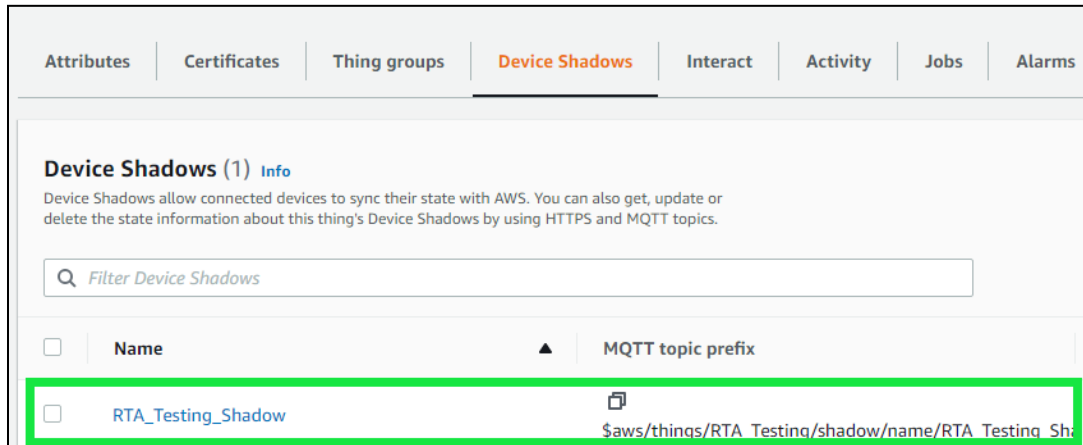 Attributes Certificates Thing groups Device Shadows Interact Activity Jobs Alarms
Device Shadows (1) Info
Device Shadows allow connected devices to sync their state with AWS. You can also get, update or
delete the state information about this thing's Device Shadows by using HTTPS and MQTT topics.
Filter Device Shadows
Name MQTT topic prefix
RTA_Testing_Shadow
$aws/things/RTA_Testing/shadow/name/RTA_Testing_Sha